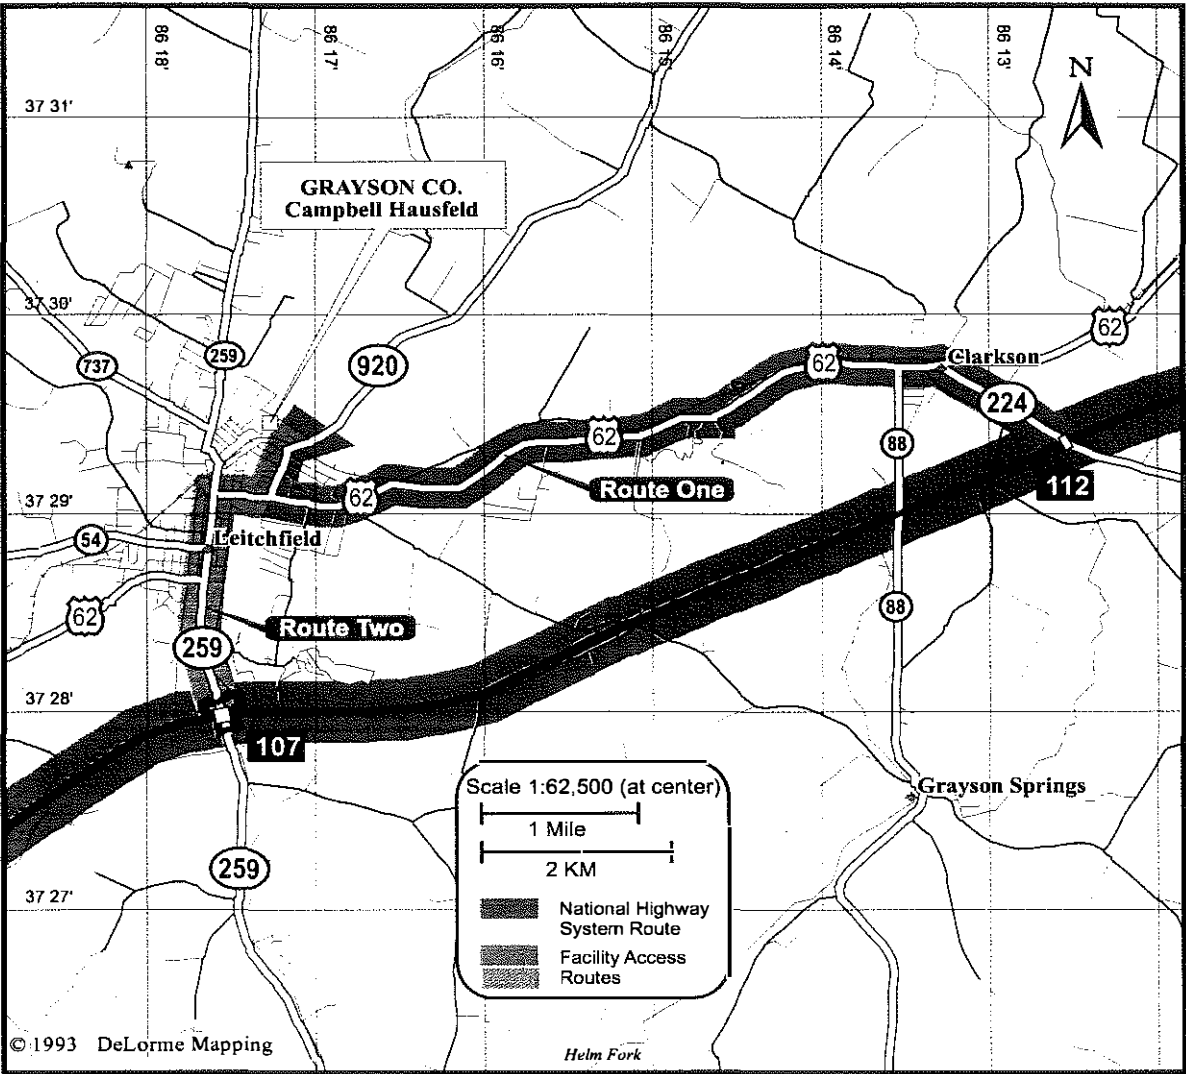 86 18'
86 17'
86 16'
86 15'
86 14'
86 13'
N
37 31'
GRAYSON CO.
Campbell Hausfeld
37 30'
62
259
737
920
62
Clarkson
224
62
88
Route One
112
62
37 29'
Leitchfield
54
62
88
Route Two
259
37 28'
107
Scale 1:62,500 (at center)
1 Mile
2 KM
National Highway
System Route
Facility Access
Routes
Grayson Springs
259
37 27'
© 1993 DeLorme Mapping
Helm Fork